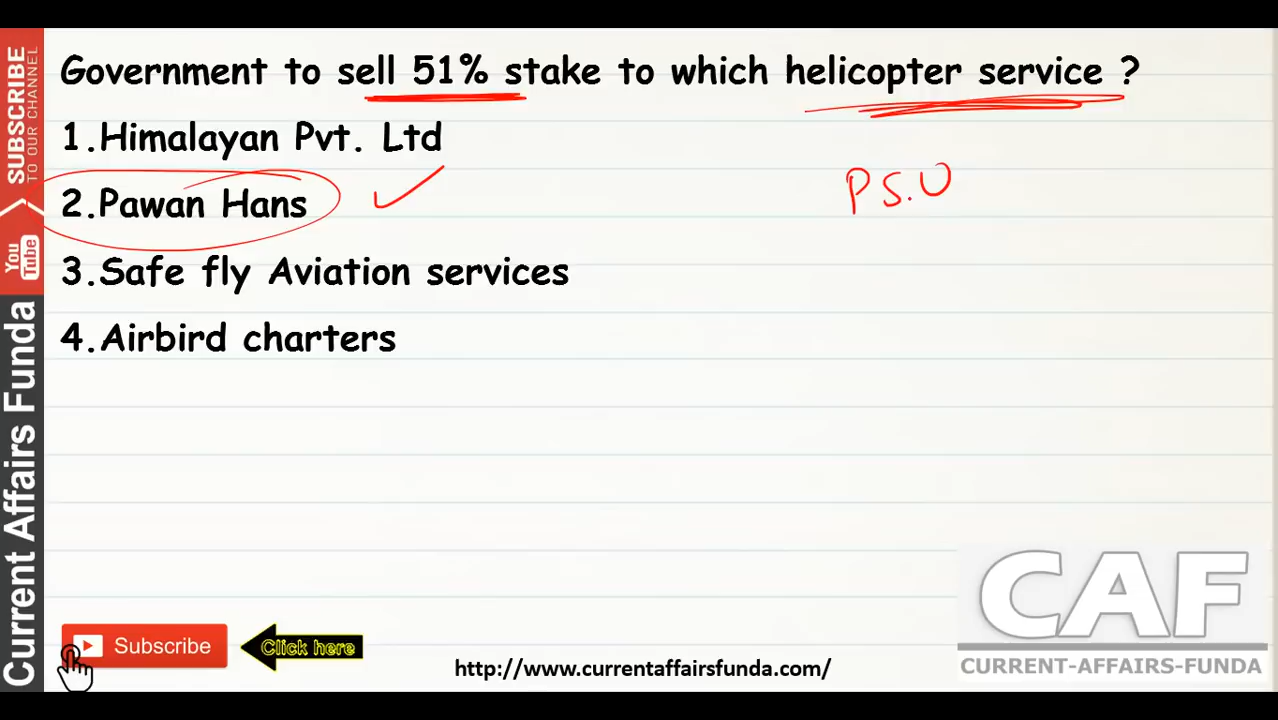 Government to sell 51% stake to which helicopter service ?
1.Himalayan Pvt. Ltd
2.Pawan Hans
P S.U
3.Safe fly Aviation services
4.Airbird charters
SUBSCRIBE
TO OUR CHANNEL
You
Tube
Current Affairs Funda
Subscribe
Click here
http://www.currentaffairsfunda.com/
CAF
CURRENT-AFFAIRS-FUNDA